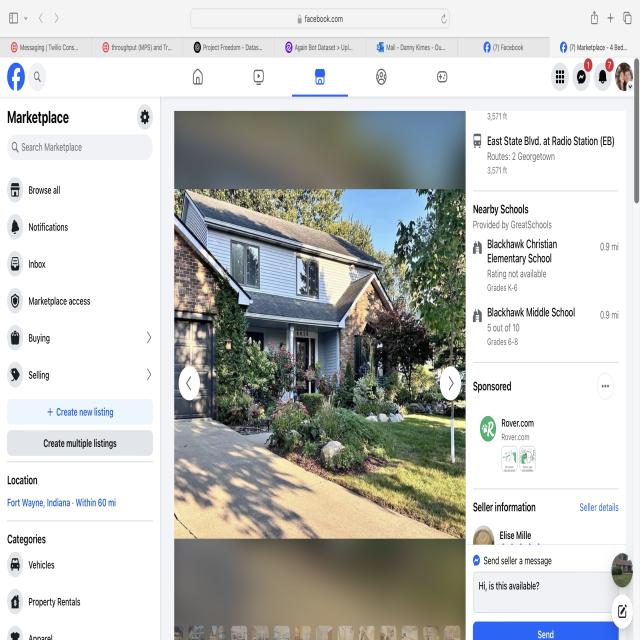 facebook.com
Messaging | Twilio Cons...
throughput (MPS) and Tr...
Project Freedom - Datas...
Again Bot Dataset > Upl...
Mail - Danny Kimes - Ou...
(7) Facebook
(7) Marketplace - 4 Bed...
1
7
Marketplace
Search Marketplace
Browse all
Notifications
Inbox
Marketplace access
Buying
Selling
+ Create new listing
Create multiple listings
Location
Fort Wayne, Indiana · Within 60 mi
Categories
Vehicles
Property Rentals
Apparel
3,571 ft
East State Blvd. at Radio Station (EB)
Routes: 2 Georgetown
3,571 ft
Nearby Schools
Provided by GreatSchools
Blackhawk Christian
Elementary School
0.9 mi
Rating not available
Grades K-6
Blackhawk Middle School
0.9 mi
5 out of 10
Grades 6-8
Sponsored
Rover.com
Rover.com
Seller information
Seller details
Elise Mille
Send seller a message
Hi, is this available?
Send